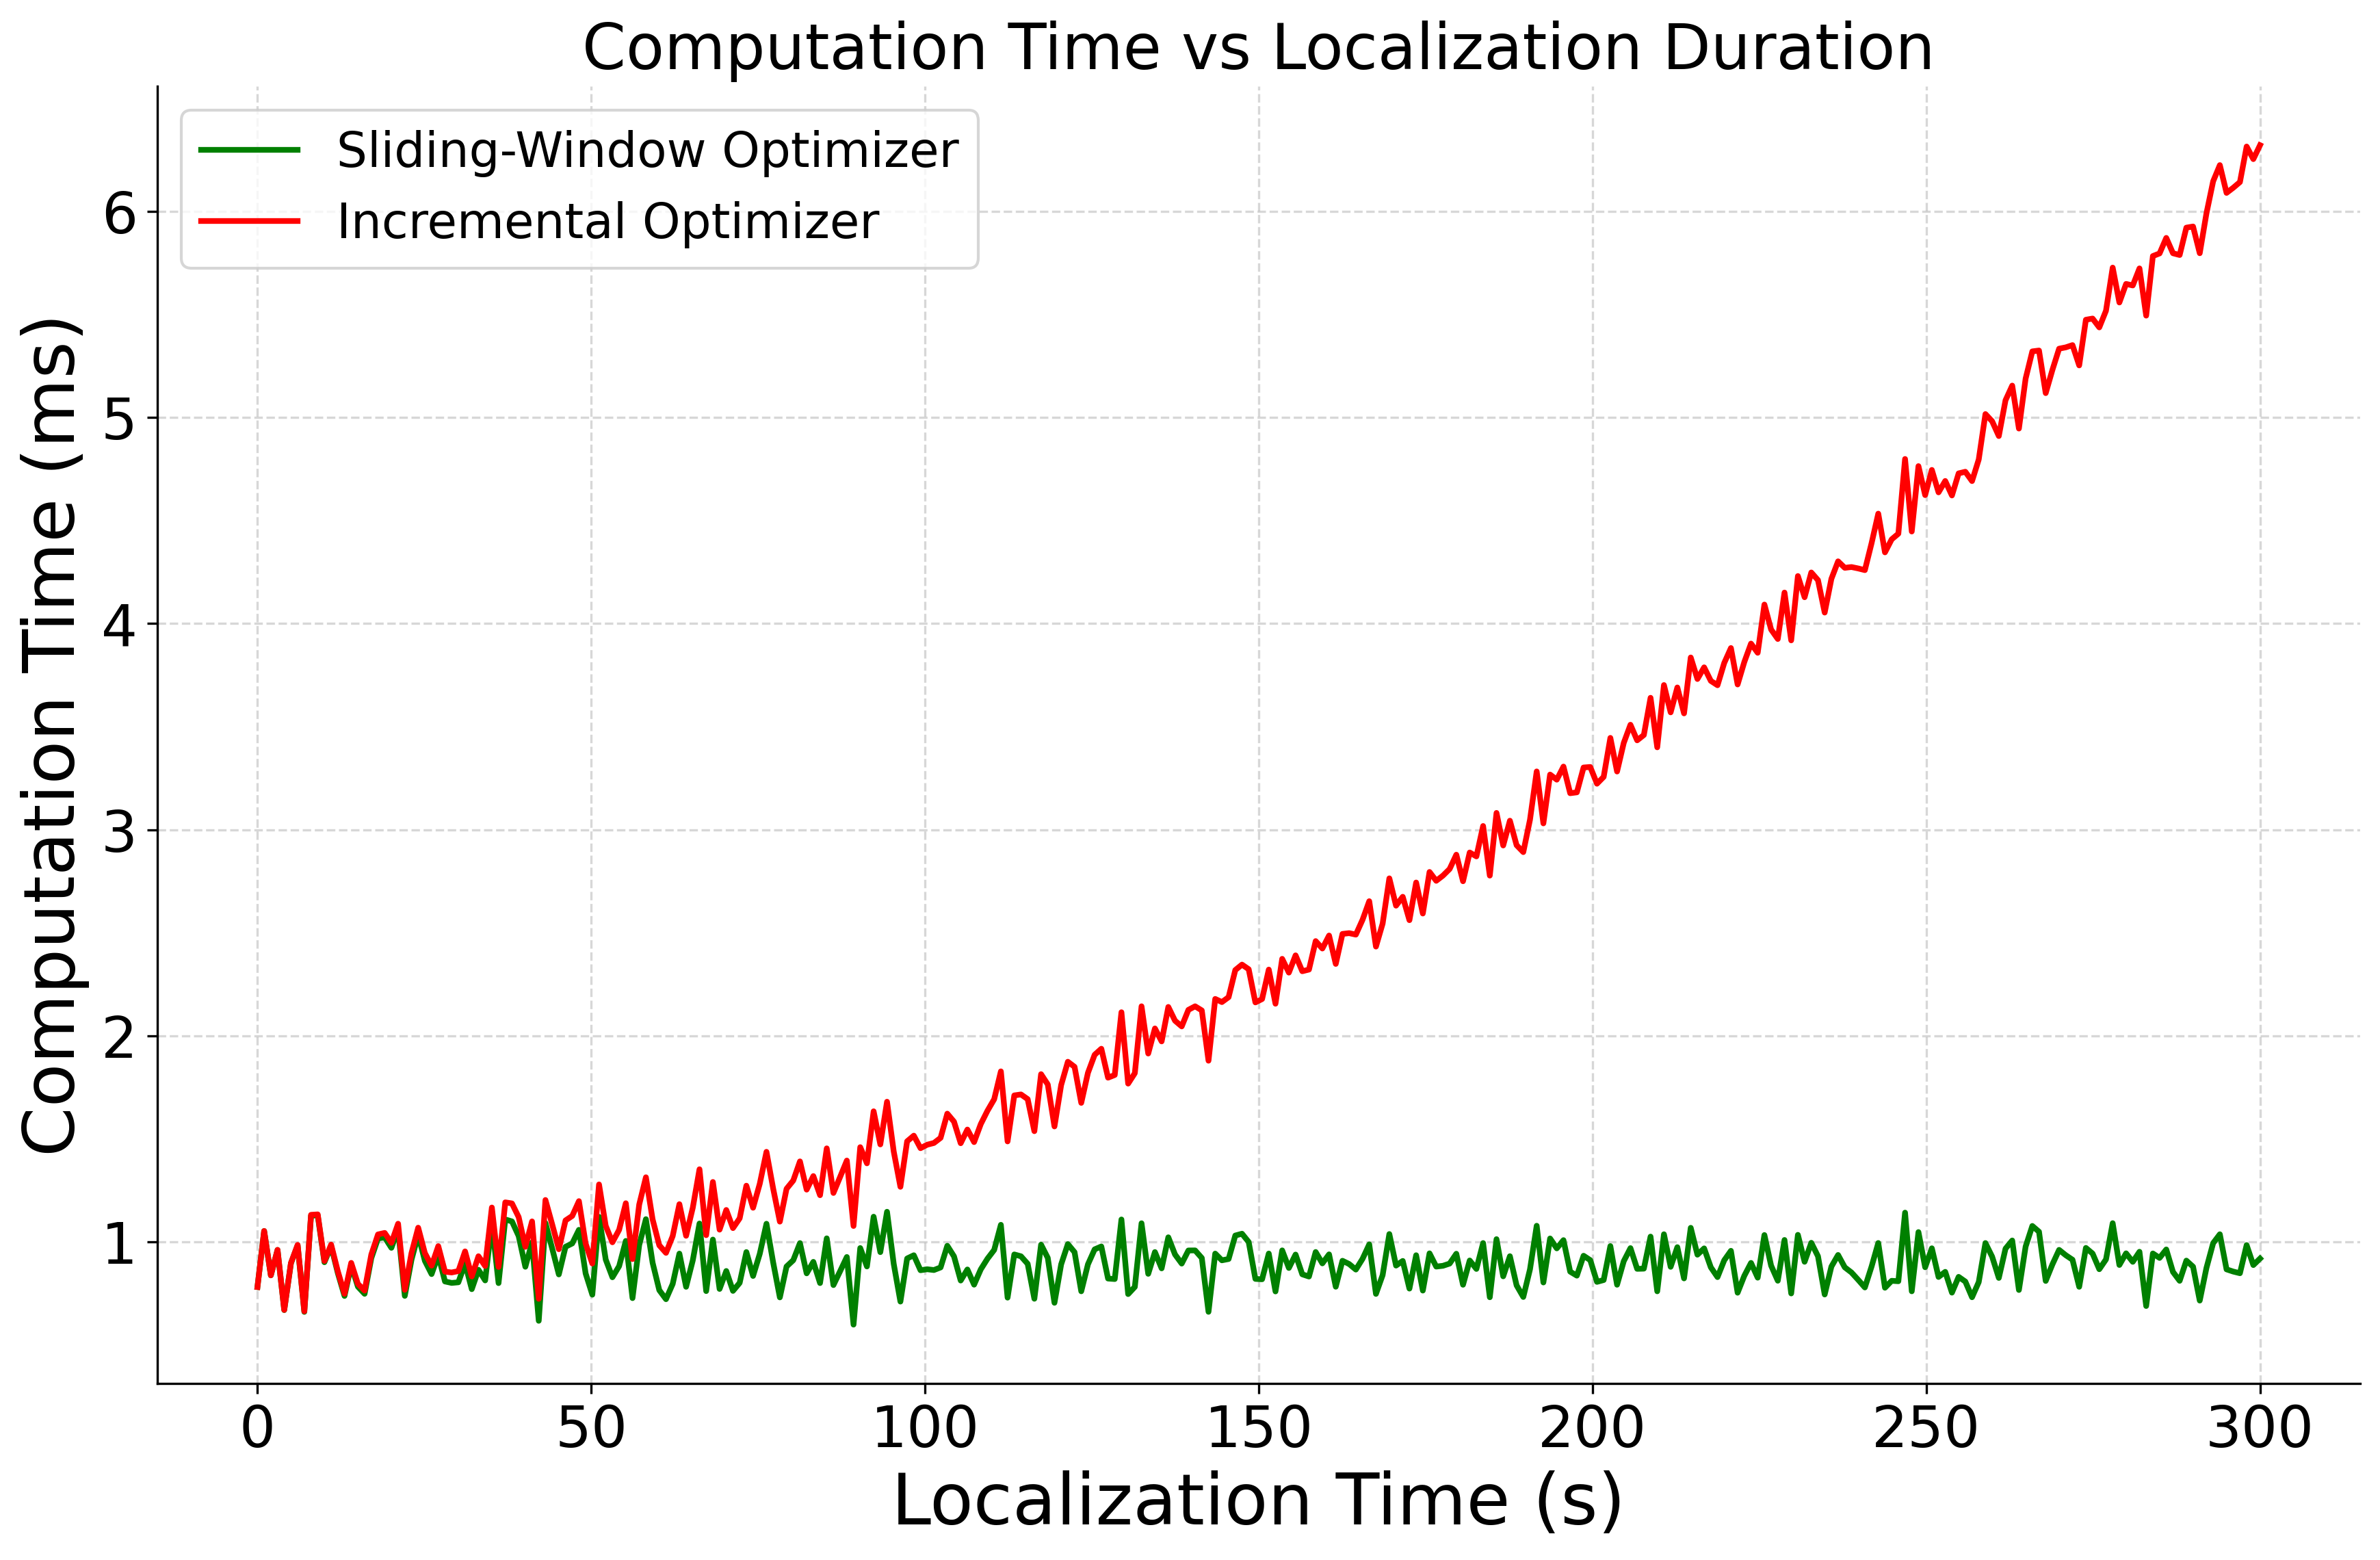 Computation Time vs Localization Duration
Sliding-Window Optimizer
Incremental Optimizer
Computation Time (ms)
6
5
4
3
2
1
0 50 100 150 200 250 300
Localization Time (s)